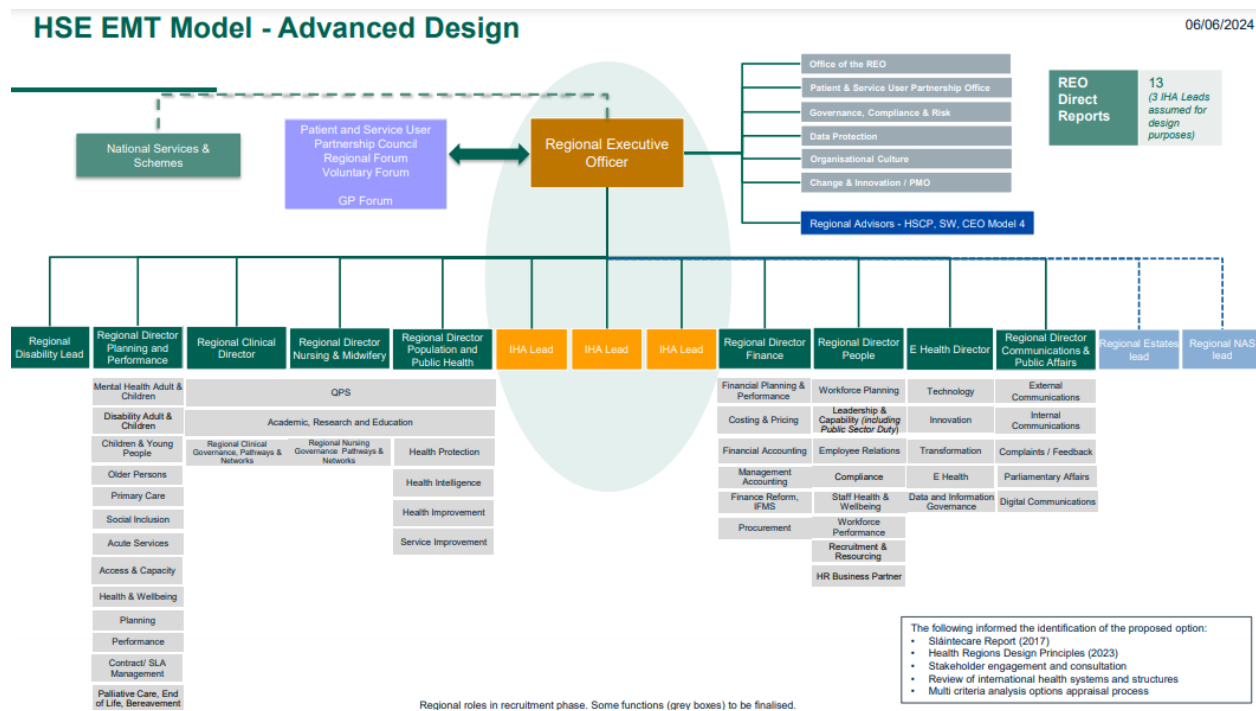 HSE EMT Model - Advanced Design
06/06/2024
National Services &
Schemes
Patient and Service User
Partnership Council
Regional Forum
Voluntary Forum
GP Forum
Regional Executive
Officer
Office of the REO
Patient & Service User Partnership Office
Governance, Compliance & Risk
Data Protection
Organisational Culture
Change & Innovation / PMO
Regional Advisors - HSCP, SW, CEO Model 4
REO
Direct
Reports
13
(3 IHA Leads
assumed for
design
purposes)
Regional
Disability Lead
Regional Director
Planning and
Performance
Regional Clinical
Director
Regional Director
Nursing & Midwifery
Regional Director
Population and
Public Health
IHA Lead
IHA Lead
IHA Lead
Regional Director
Finance
Regional Director
People
E Health Director
Regional Director
Communications &
Public Affairs
Regional Estates
lead
Regional NAS
lead
Mental Health Adult &
Children
Disability Adult &
Children
Children & Young
People
Older Persons
Primary Care
Social Inclusion
Acute Services
Access & Capacity
Health & Wellbeing
Planning
Performance
Contract/ SLA
Management
Palliative Care, End
of Life, Bereavement
QPS
Academic, Research and Education
Regional Clinical
Governance, Pathways &
Networks
Regional Nursing
Governance Pathways &
Networks
Health Protection
Health Intelligence
Health Improvement
Service Improvement
Financial Planning &
Performance
Costing & Pricing
Financial Accounting
Management
Accounting
Finance Reform,
IFMS
Procurement
Workforce Planning
Leadership &
Capability (including
Public Sector Duty)
Employee Relations
Compliance
Staff Health &
Wellbeing
Workforce
Performance
Recruitment &
Resourcing
HR Business Partner
Technology
Innovation
Transformation
E Health
Data and Information
Governance
External
Communications
Internal
Communications
Complaints / Feedback
Parliamentary Affairs
Digital Communications
The following informed the identification of the proposed option:
• Sláintecare Report (2017)
• Health Regions Design Principles (2023)
• Stakeholder engagement and consultation
• Review of international health systems and structures
• Multi criteria analysis options appraisal process
Regional roles in recruitment phase. Some functions (grey boxes) to be finalised.